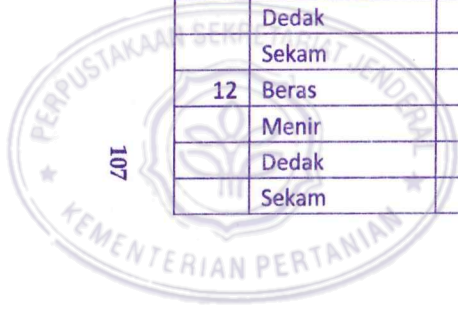 Dedak
Sekam
12 Beras
Menir
Dedak
Sekam
107
PERPUSTAKAAN SEKRETARIAT JENDERAL
KEMENTERIAN PERTANIAN